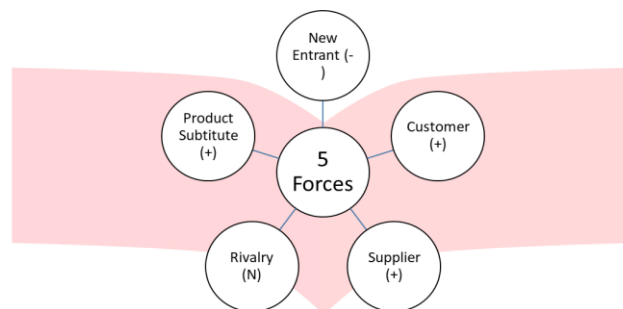 New
Entrant (-
)
Product
Subtitute
(+)
Customer
(+)
5
Forces
Rivalry
(N)
Supplier
(+)